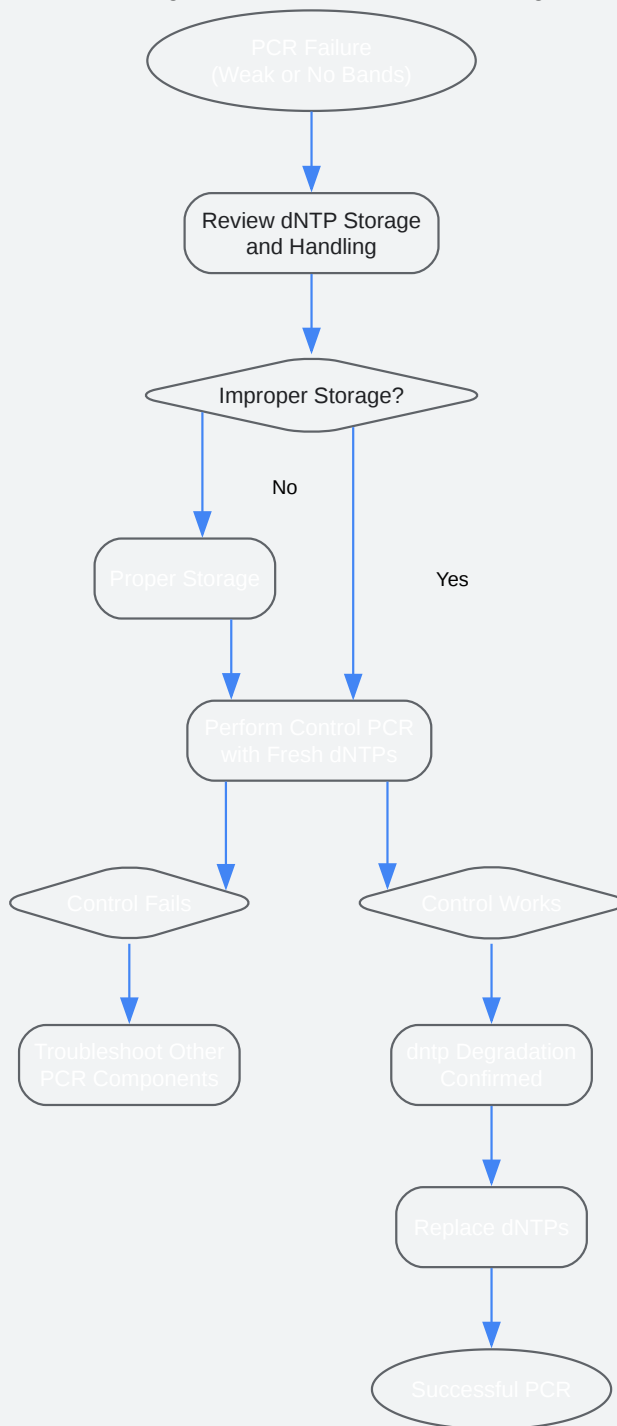 PCR Failure
(Weak or No Bands)
Review dNTP Storage
and Handling
Improper Storage?
No
Proper Storage
Yes
Perform Control PCR
with Fresh dNTPs
Control Fails
Control Works
Troubleshoot Other
PCR Components
dntp Degradation
Confirmed
Replace dNTPs
Successful PCR